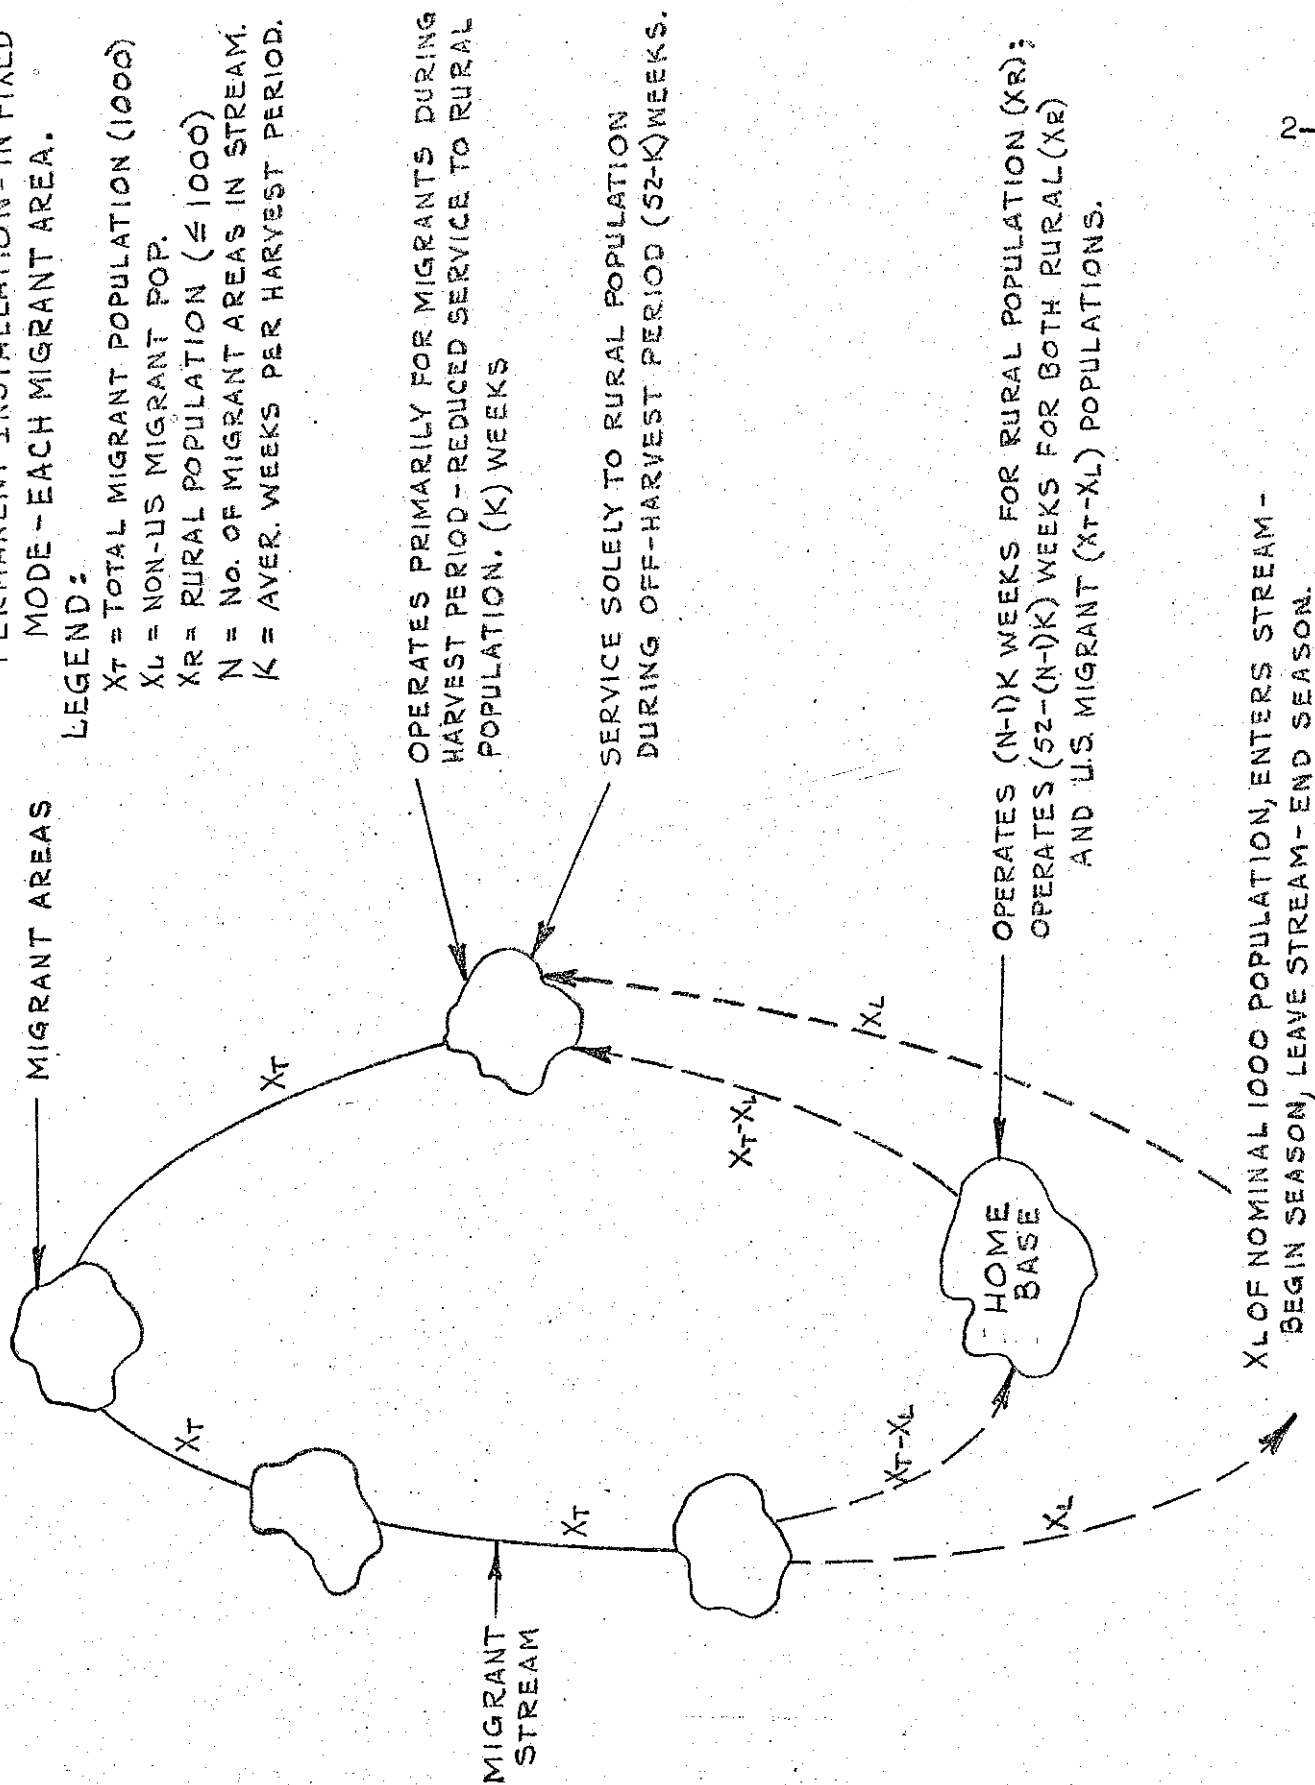 PERMANENT INSTALLATION-IN FIXED
MODE-EACH MIGRANT AREA.
LEGEND:
XT = TOTAL MIGRANT POPULATION (1000)
XL = NON-US MIGRANT POP.
XR = RURAL POPULATION (≤ 1000)
N = No. OF MIGRANT AREAS IN STREAM.
K = AVER. WEEKS PER HARVEST PERIOD.
MIGRANT AREAS
OPERATES PRIMARILY FOR MIGRANTS DURING
HARVEST PERIOD-REDUCED SERVICE TO RURAL
POPULATION. (K) WEEKS
SERVICE SOLELY TO RURAL POPULATION
DURING OFF-HARVEST PERIOD (52-K) WEEKS.
XT
XT
XT
MIGRANT
STREAM
XT-XL
XL
XT-XL
XL
HOME
BASE
OPERATES (N-1)K WEEKS FOR RURAL POPULATION (XR);
OPERATES (52-(N-1)K) WEEKS FOR BOTH RURAL (XR)
AND U.S. MIGRANT (XT-XL) POPULATIONS.
XL OF NOMINAL 1000 POPULATION, ENTERS STREAM-
BEGIN SEASON, LEAVE STREAM-END SEASON.
2-